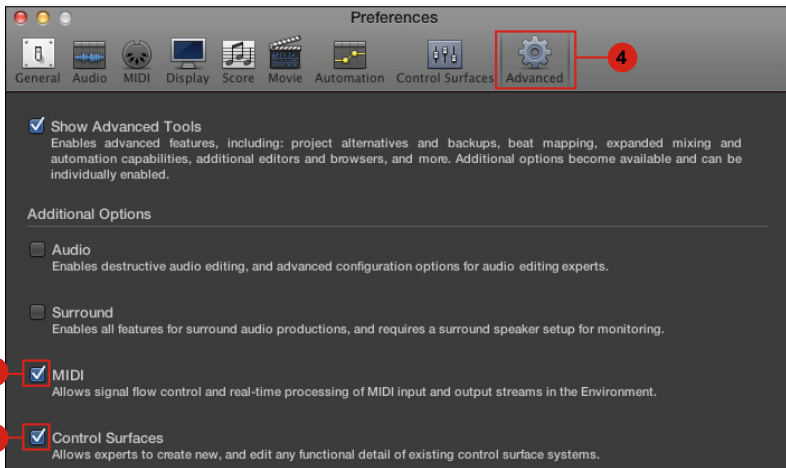 Preferences
General Audio MIDI Display Score Movie Automation Control Surfaces Advanced
4
Show Advanced Tools
Enables advanced features, including: project alternatives and backups, beat mapping, expanded mixing and
automation capabilities, additional editors and browsers, and more. Additional options become available and can be
individually enabled.
Additional Options
Audio
Enables destructive audio editing, and advanced configuration options for audio editing experts.
Surround
Enables all features for surround audio productions, and requires a surround speaker setup for monitoring.
MIDI
Allows signal flow control and real-time processing of MIDI input and output streams in the Environment.
Control Surfaces
Allows experts to create new, and edit any functional detail of existing control surface systems.